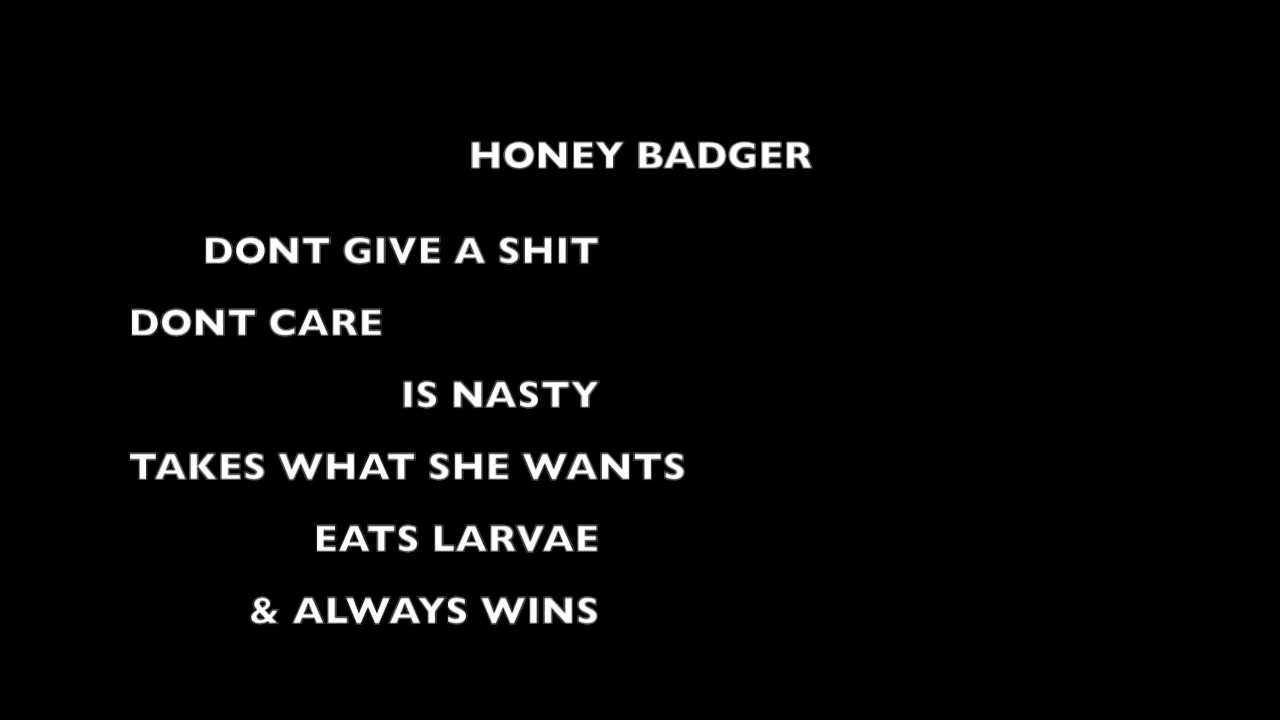 HONEY BADGER
DONT GIVE A SHIT
DONT CARE
IS NASTY
TAKES WHAT SHE WANTS
EATS LARVAE
& ALWAYS WINS